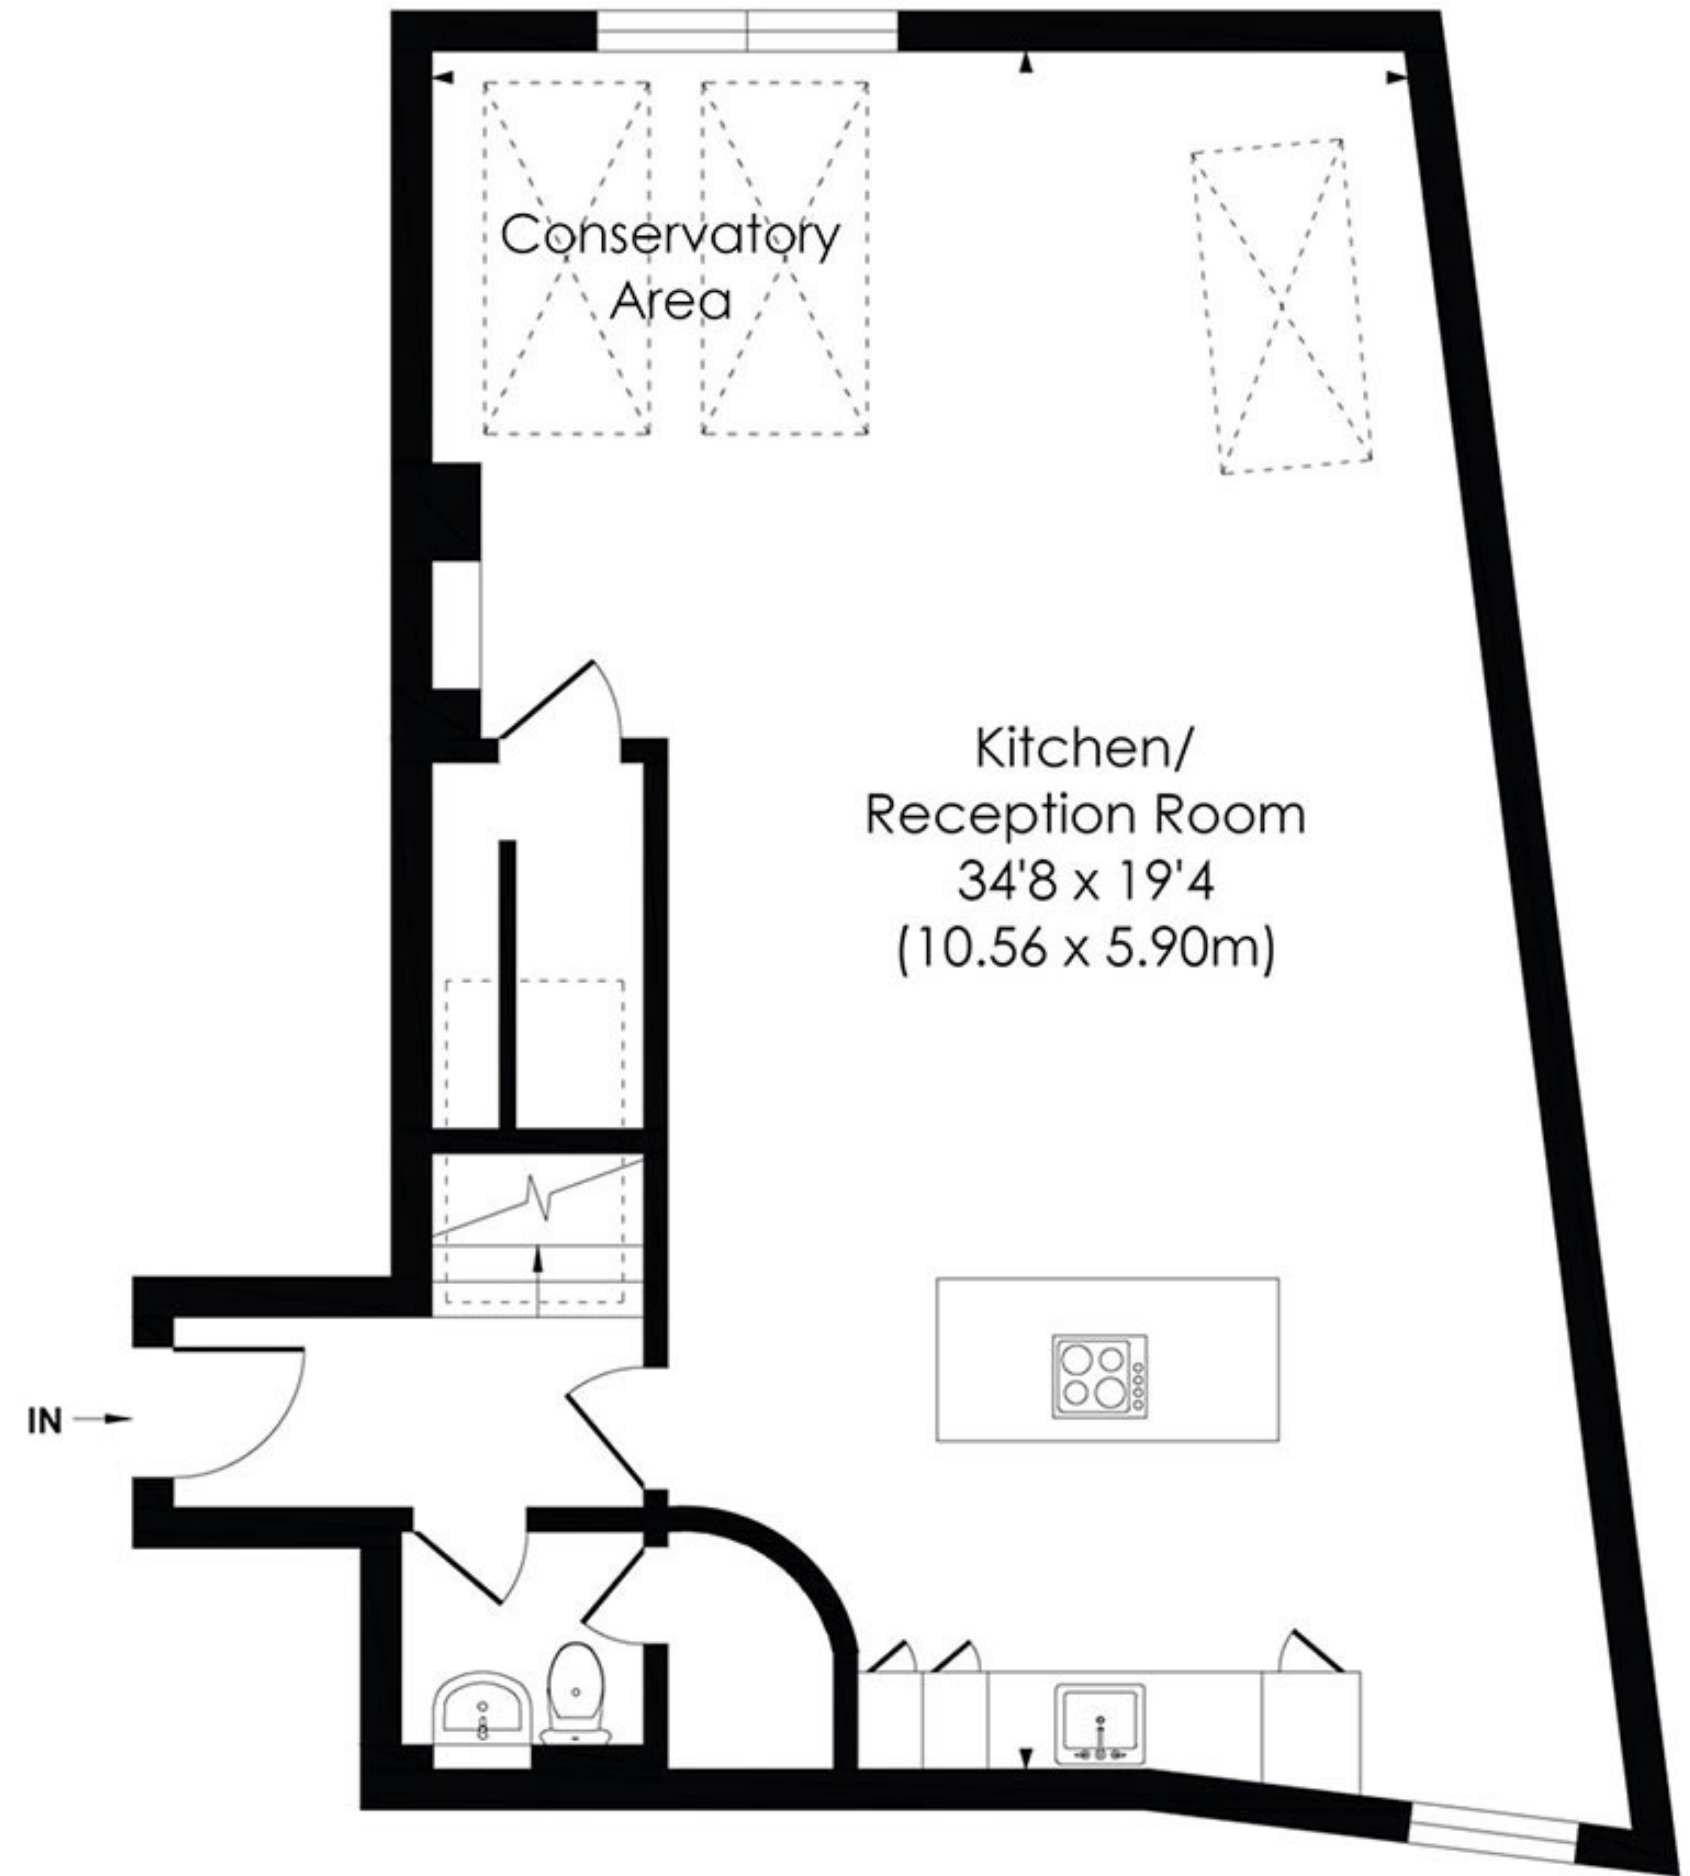 Conservatory
Area
Kitchen/
Reception Room
34'8 x 19'4
(10.56 x 5.90m)
IN